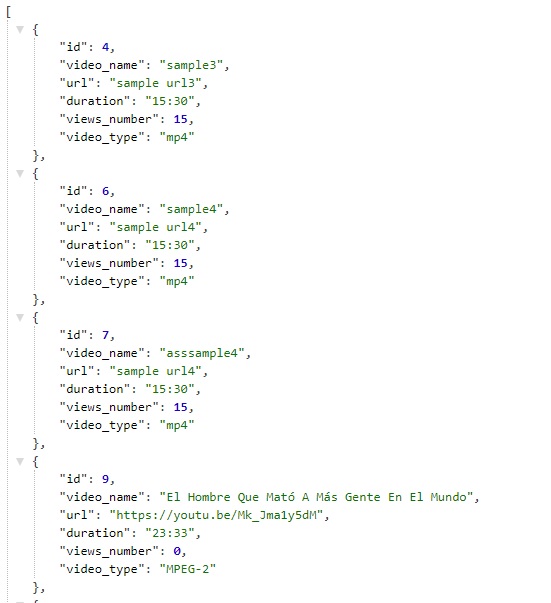 [
{
"id": 4,
"video_name": "sample3",
"url": "sample url3",
"duration": "15:30",
"views_number": 15,
"video_type": "mp4"
},
{
"id": 6,
"video_name": "sample4",
"url": "sample url4",
"duration": "15:30",
"views_number": 15,
"video_type": "mp4"
},
{
"id": 7,
"video_name": "asssample4",
"url": "sample url4",
"duration": "15:30",
"views_number": 15,
"video_type": "mp4"
},
{
"id": 9,
"video_name": "El Hombre Que Mató A Más Gente En El Mundo",
"url": "https://youtu.be/Mk_Jma1y5dM",
"duration": "23:33",
"views_number": 0,
"video_type": "MPEG-2"
},
{